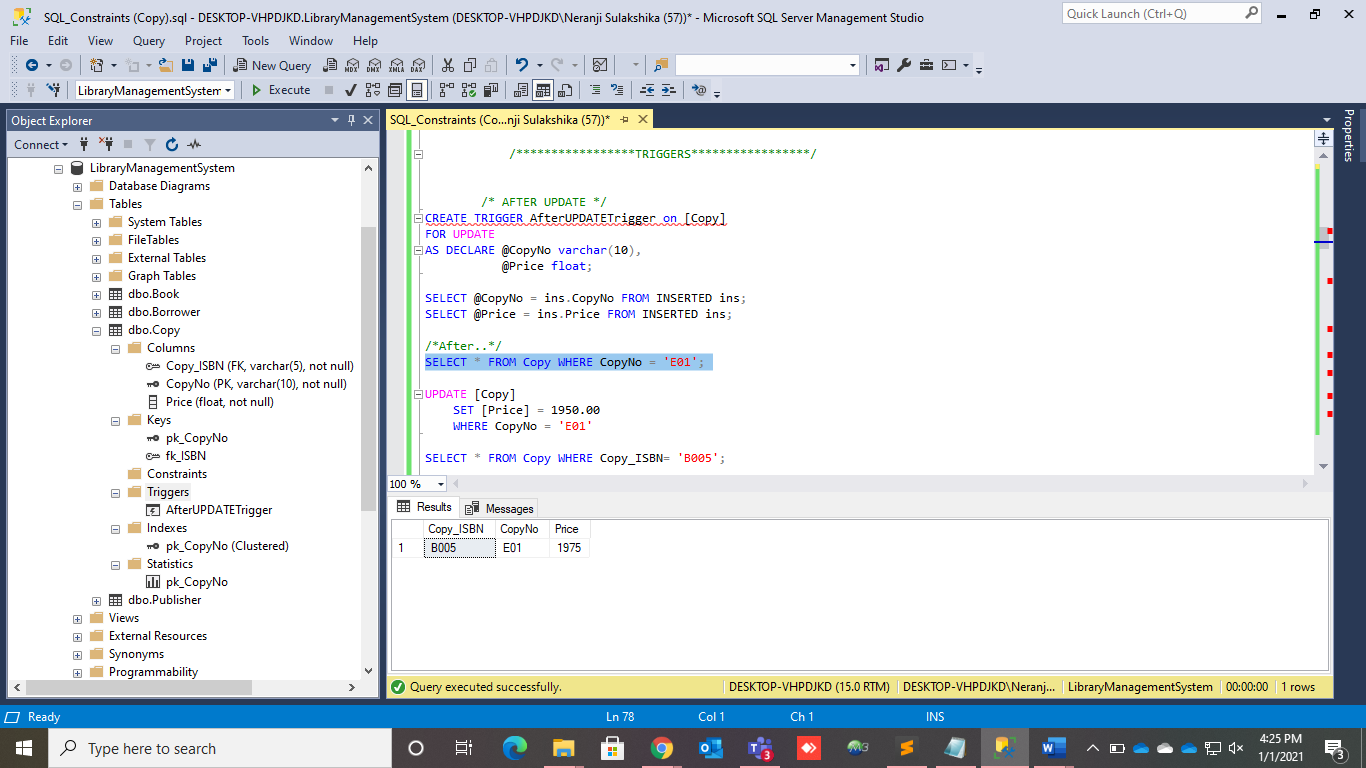 SQL_Constraints (Copy).sql - DESKTOP-VHPDJKD.LibraryManagementSystem (DESKTOP-VHPDJKD\Neranji Sulakshika (57))* - Microsoft SQL Server Management Studio
Quick Launch (Ctrl+Q)
File Edit View Query Project Tools Window Help
New Query MDX DMX XMLA DAX
LibraryManagementSystem Execute
Object Explorer
SQL_Constraints (Co...nji Sulakshika (57))*
Properties
Connect
LibraryManagementSystem
Database Diagrams
Tables
System Tables
FileTables
External Tables
Graph Tables
dbo.Book
dbo.Borrower
dbo.Copy
Columns
Copy_ISBN (FK, varchar(5), not null)
CopyNo (PK, varchar(10), not null)
Price (float, not null)
Keys
pk_CopyNo
fk_ISBN
Constraints
Triggers
AfterUPDATETrigger
Indexes
pk_CopyNo (Clustered)
Statistics
pk_CopyNo
dbo.Publisher
Views
External Resources
Synonyms
Programmability
/*****************TRIGGERS*****************/
/* AFTER UPDATE */
CREATE TRIGGER AfterUPDATETrigger on [Copy]
FOR UPDATE
AS DECLARE @CopyNo varchar(10),
@Price float;
SELECT @CopyNo = ins.CopyNo FROM INSERTED ins;
SELECT @Price = ins.Price FROM INSERTED ins;
/*After..*/
SELECT * FROM Copy WHERE CopyNo = 'E01';
UPDATE [Copy]
SET [Price] = 1950.00
WHERE CopyNo = 'E01'
SELECT * FROM Copy WHERE Copy_ISBN= 'B005';
100 %
Results Messages
Copy_ISBN CopyNo Price
1 B005 E01 1975
Query executed successfully. DESKTOP-VHPDJKD (15.0 RTM) DESKTOP-VHPDJKD\Neranj... LibraryManagementSystem 00:00:00 1 rows
Ready Ln 78 Col 1 Ch 1 INS
Type here to search
3
4:25 PM
1/1/2021
3